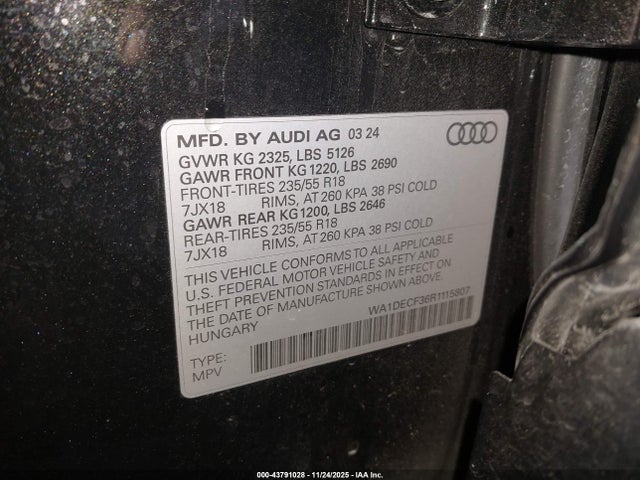 MFD. BY AUDI AG 03 24
GVWR KG 2325, LBS 5126
GAWR FRONT KG 1220, LBS 2690
FRONT-TIRES 235/55 R18
7JX18 RIMS, AT 260 KPA 38 PSI COLD
GAWR REAR KG 1200, LBS 2646
REAR-TIRES 235/55 R18
7JX18 RIMS, AT 260 KPA 38 PSI COLD
THIS VEHICLE CONFORMS TO ALL APPLICABLE
U.S. FEDERAL MOTOR VEHICLE SAFETY AND
THEFT PREVENTION STANDARDS IN EFFECT ON
THE DATE OF MANUFACTURE SHOWN ABOVE
HUNGARY
WA1DECF36R1115807
TYPE:
MPV
000-43791028 - 11/24/2025 - IAA Inc.